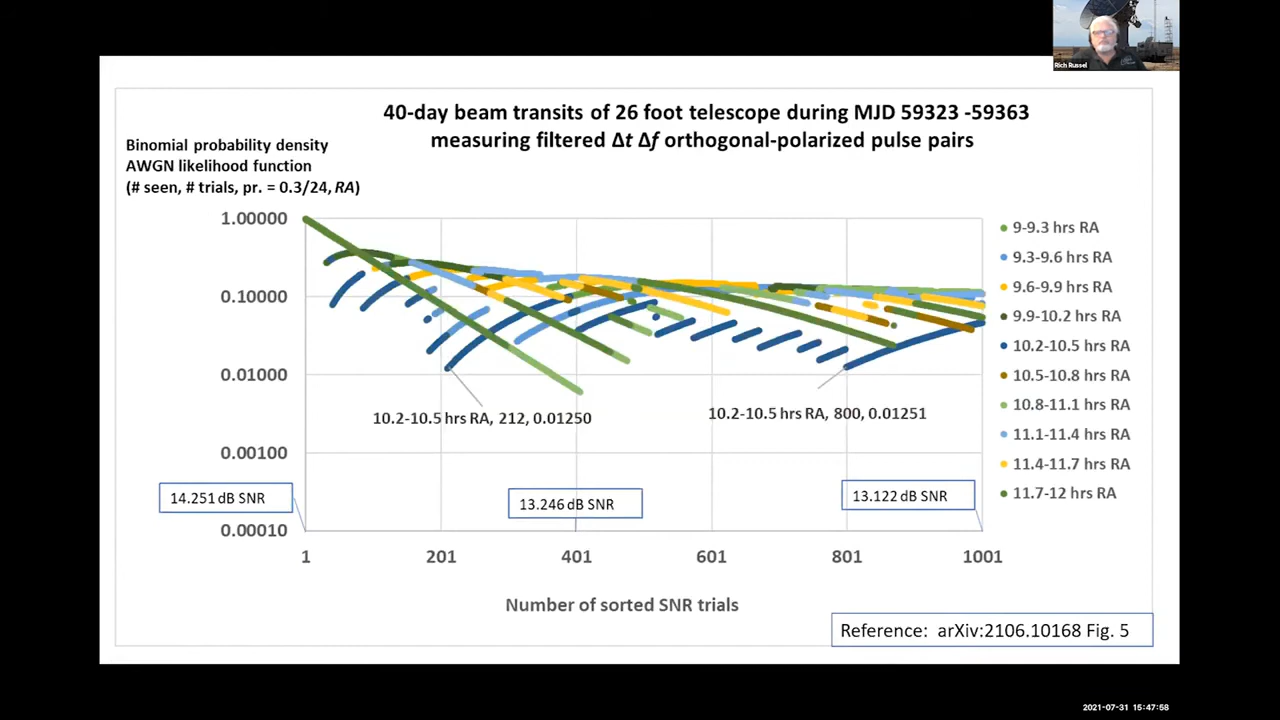 Rich Russel
40-day beam transits of 26 foot telescope during MJD 59323 -59363
measuring filtered Δt Δf orthogonal-polarized pulse pairs
Binomial probability density
AWGN likelihood function
(# seen, # trials, pr. = 0.3/24, RA)
1.00000
0.10000
0.01000
0.00100
0.00010
10.2-10.5 hrs RA, 212, 0.01250
10.2-10.5 hrs RA, 800, 0.01251
14.251 dB SNR
13.246 dB SNR
13.122 dB SNR
1
201
401
601
801
1001
Number of sorted SNR trials
9-9.3 hrs RA
9.3-9.6 hrs RA
9.6-9.9 hrs RA
9.9-10.2 hrs RA
10.2-10.5 hrs RA
10.5-10.8 hrs RA
10.8-11.1 hrs RA
11.1-11.4 hrs RA
11.4-11.7 hrs RA
11.7-12 hrs RA
Reference:  arXiv:2106.10168 Fig. 5
2021-07-31 15:47:58